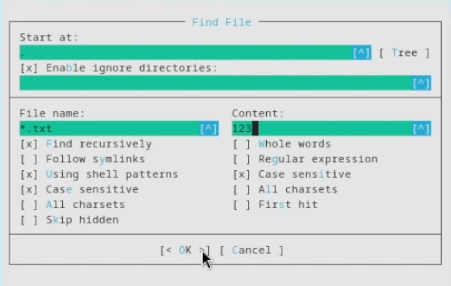 Find File
Start at:
. [^] [ Tree ]
[x] Enable ignore directories:
[^]
File name:
*.txt [^]
[x] Find recursively
[ ] Follow symlinks
[x] Using shell patterns
[x] Case sensitive
[ ] All charsets
[ ] Skip hidden
Content:
123 [^]
[ ] Whole words
[ ] Regular expression
[x] Case sensitive
[ ] All charsets
[ ] First hit
[< OK >] [ Cancel ]